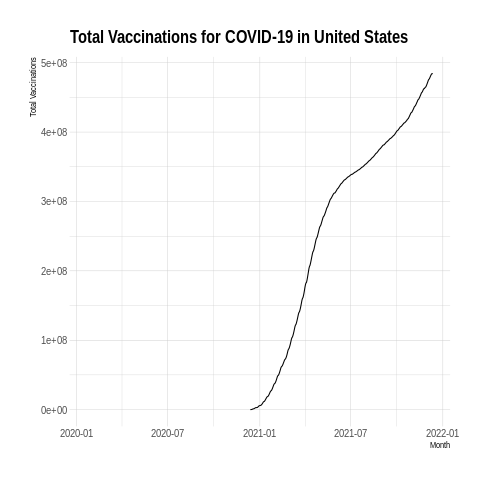 Total Vaccinations for COVID-19 in United States
Total Vaccinations
5e+08
4e+08
3e+08
2e+08
1e+08
0e+00
2020-01 2020-07 2021-01 2021-07 2022-01
Month